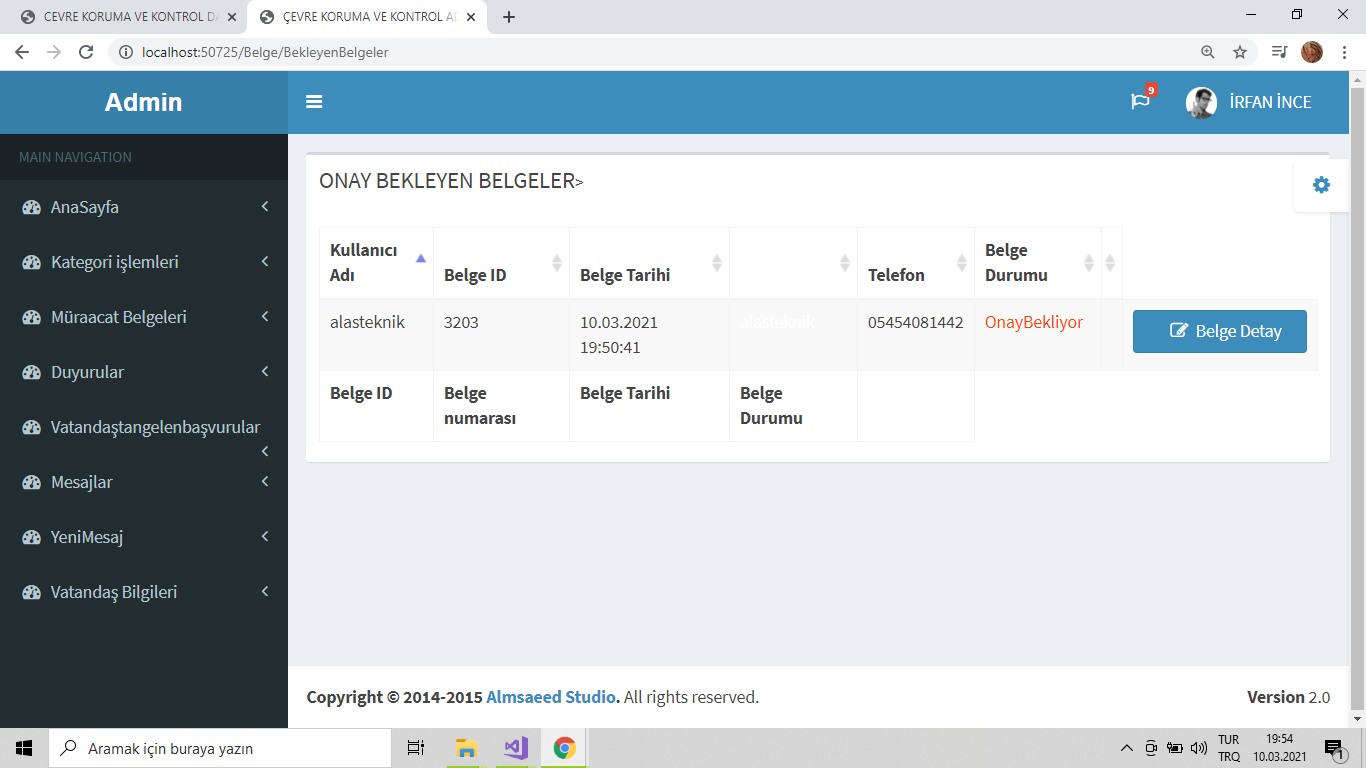 CEVRE KORUMA VE KONTROL DA
ÇEVRE KORUMA VE KONTROL AD
localhost:50725/Belge/BekleyenBelgeler
Admin
9
İRFAN İNCE
MAIN NAVIGATION
AnaSayfa
Kategori işlemleri
Müraacat Belgeleri
Duyurular
Vatandaştangelenbaşvurular
Mesajlar
YeniMesaj
Vatandaş Bilgileri
ONAY BEKLEYEN BELGELER>
Kullanıcı Adı
Belge ID
Belge Tarihi
Telefon
Belge Durumu
alasteknik
3203
10.03.2021 19:50:41
alasteknik
05454081442
OnayBekliyor
Belge Detay
Belge ID
Belge numarası
Belge Tarihi
Belge Durumu
Copyright © 2014-2015 Almsaeed Studio. All rights reserved.
Version 2.0
Aramak için buraya yazın
TUR
TRQ
19:54
10.03.2021
1